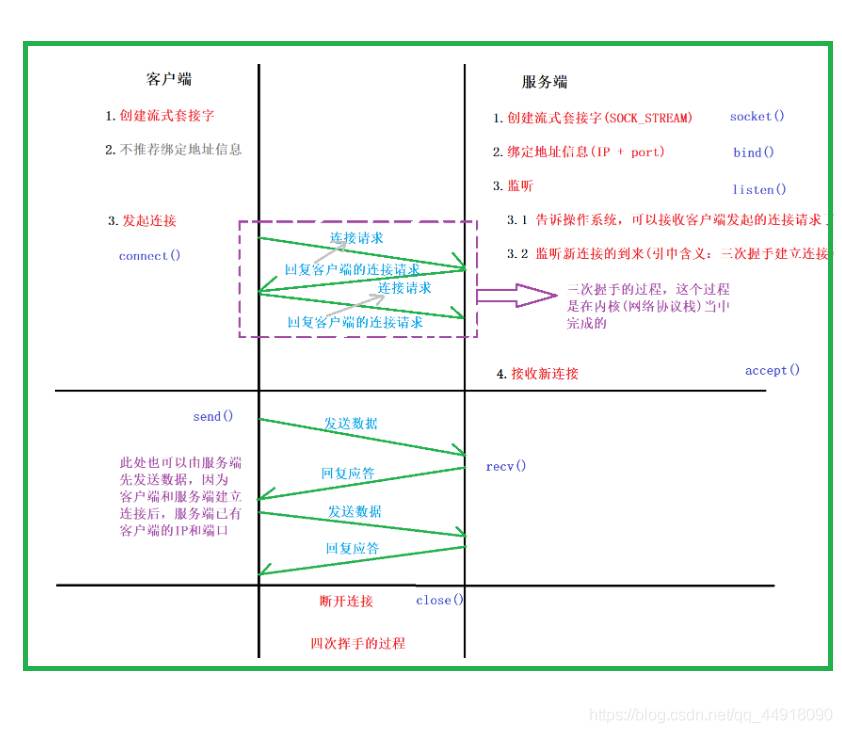 客户端
服务端
1.创建流式套接字
1.创建流式套接字(SOCK_STREAM)
socket()
2.不推荐绑定地址信息
2.绑定地址信息(IP + port)
bind()
3.监听
listen()
3.发起连接
3.1 告诉操作系统，可以接收客户端发起的连接请求
connect()
3.2 监听新连接的到来(引申含义：三次握手建立连接
连接请求
回复客户端的连接请求
连接请求
回复客户端的连接请求
三次握手的过程，这个过程
是在内核(网络协议栈)当中
完成的
4.接收新连接
accept()
send()
发送数据
此处也可以由服务端
先发送数据，因为
客户端和服务端建立
连接后，服务端已有
客户端的IP和端口
回复应答
recv()
发送数据
回复应答
断开连接
close()
四次挥手的过程
https://blog.csdn.net/qq_44918090